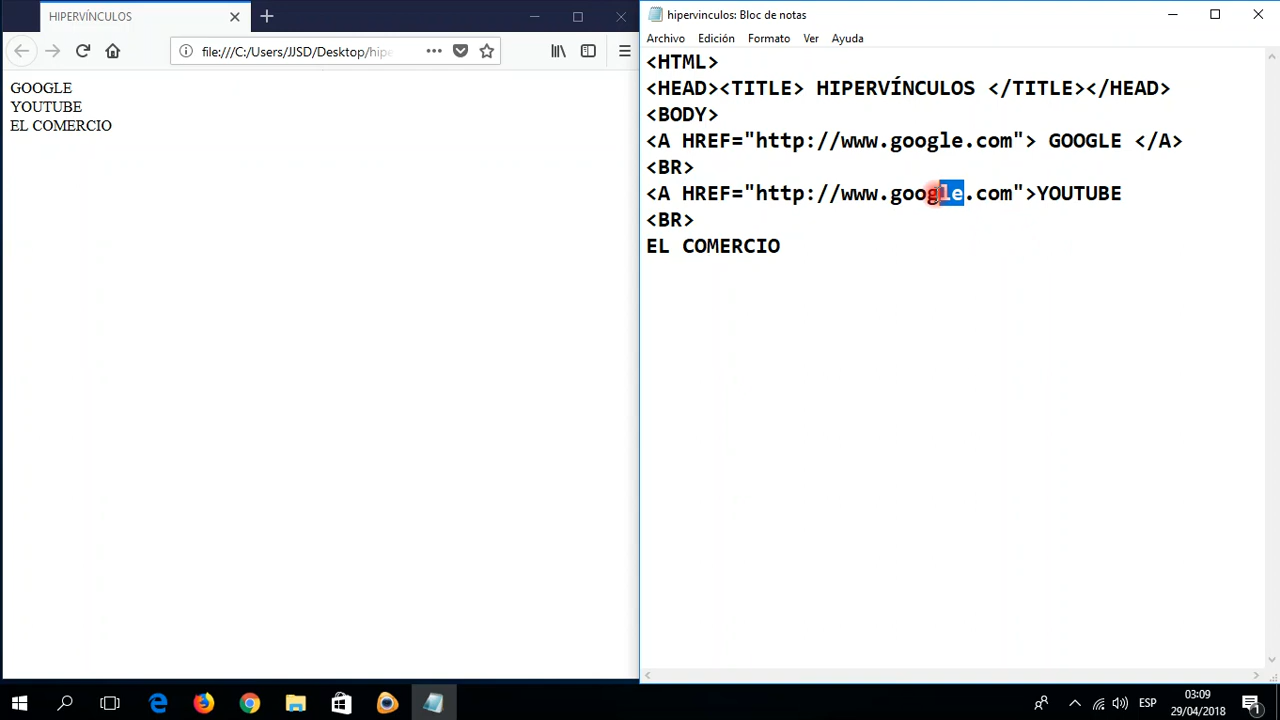 HIPERVÍNCULOS
file:///C:/Users/JJSD/Desktop/hipe
GOOGLE
YOUTUBE
EL COMERCIO
hipervinculos: Bloc de notas
Archivo Edición Formato Ver Ayuda
<HTML>
<HEAD><TITLE> HIPERVÍNCULOS </TITLE></HEAD>
<BODY>
<A HREF="http://www.google.com"> GOOGLE </A>
<BR>
<A HREF="http://www.google.com">YOUTUBE
<BR>
EL COMERCIO
ESP
03:09
29/04/2018
1